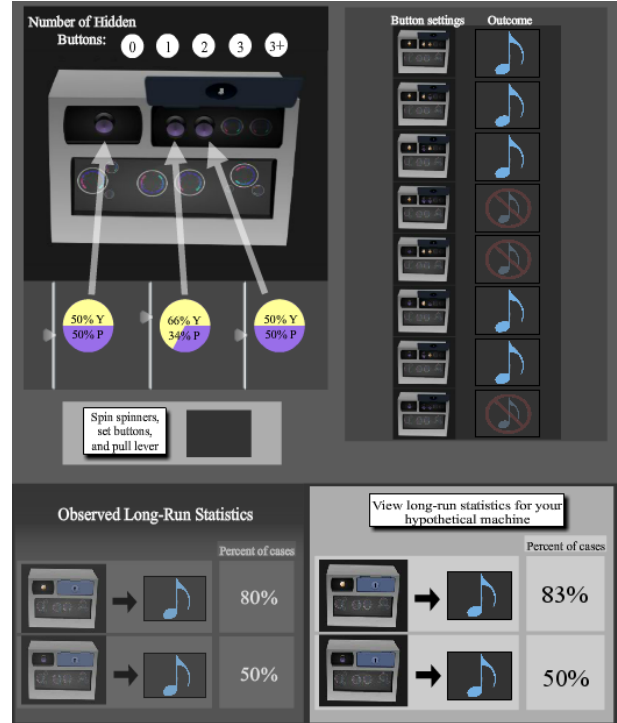 Number of Hidden
Buttons: 0 1 2 3 3+
50% Y
50% P
66% Y
34% P
50% Y
50% P
Spin spinners,
set buttons,
and pull lever
Button settings Outcome
Observed Long-Run Statistics
Percent of cases
80%
50%
View long-run statistics for your
hypothetical machine
Percent of cases
83%
50%